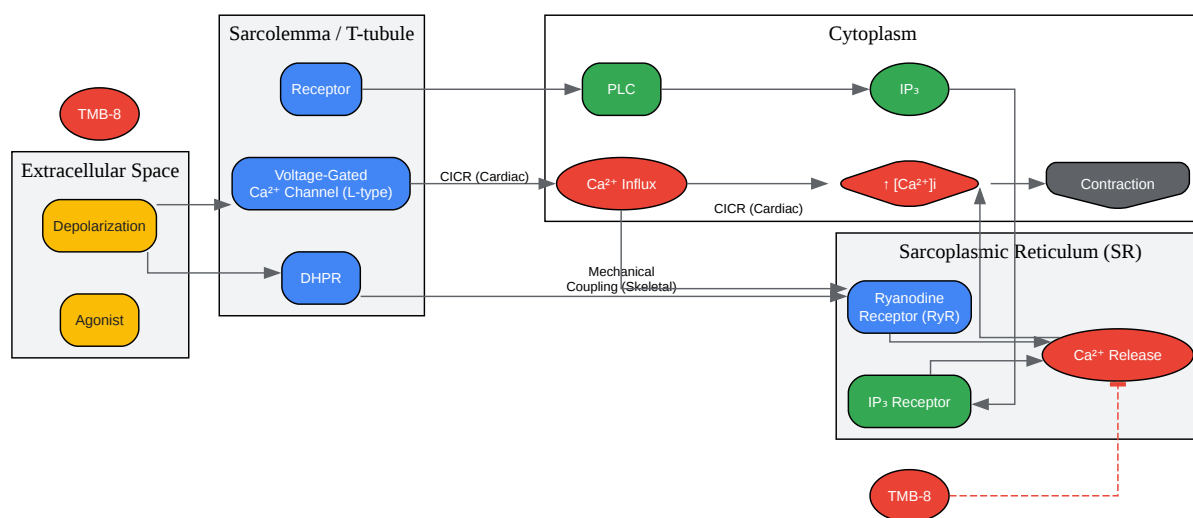 Sarcolemma / T-tubule
Cytoplasm
Receptor
PLC
IP₃
TMB-8
Extracellular Space
Voltage-Gated
Ca²⁺ Channel (L-type)
CICR (Cardiac)
Ca²⁺ Influx
↑ [Ca²⁺]i
Contraction
CICR (Cardiac)
Depolarization
Sarcoplasmic Reticulum (SR)
DHPR
Mechanical
Coupling (Skeletal)
Ryanodine
Receptor (RyR)
Agonist
Ca²⁺ Release
IP₃ Receptor
TMB-8